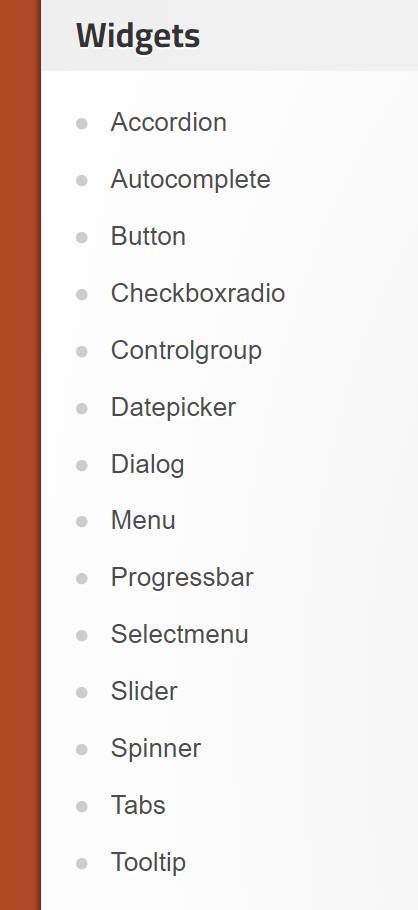 Widgets
Accordion
Autocomplete
Button
Checkboxradio
Controlgroup
Datepicker
Dialog
Menu
Progressbar
Selectmenu
Slider
Spinner
Tabs
Tooltip